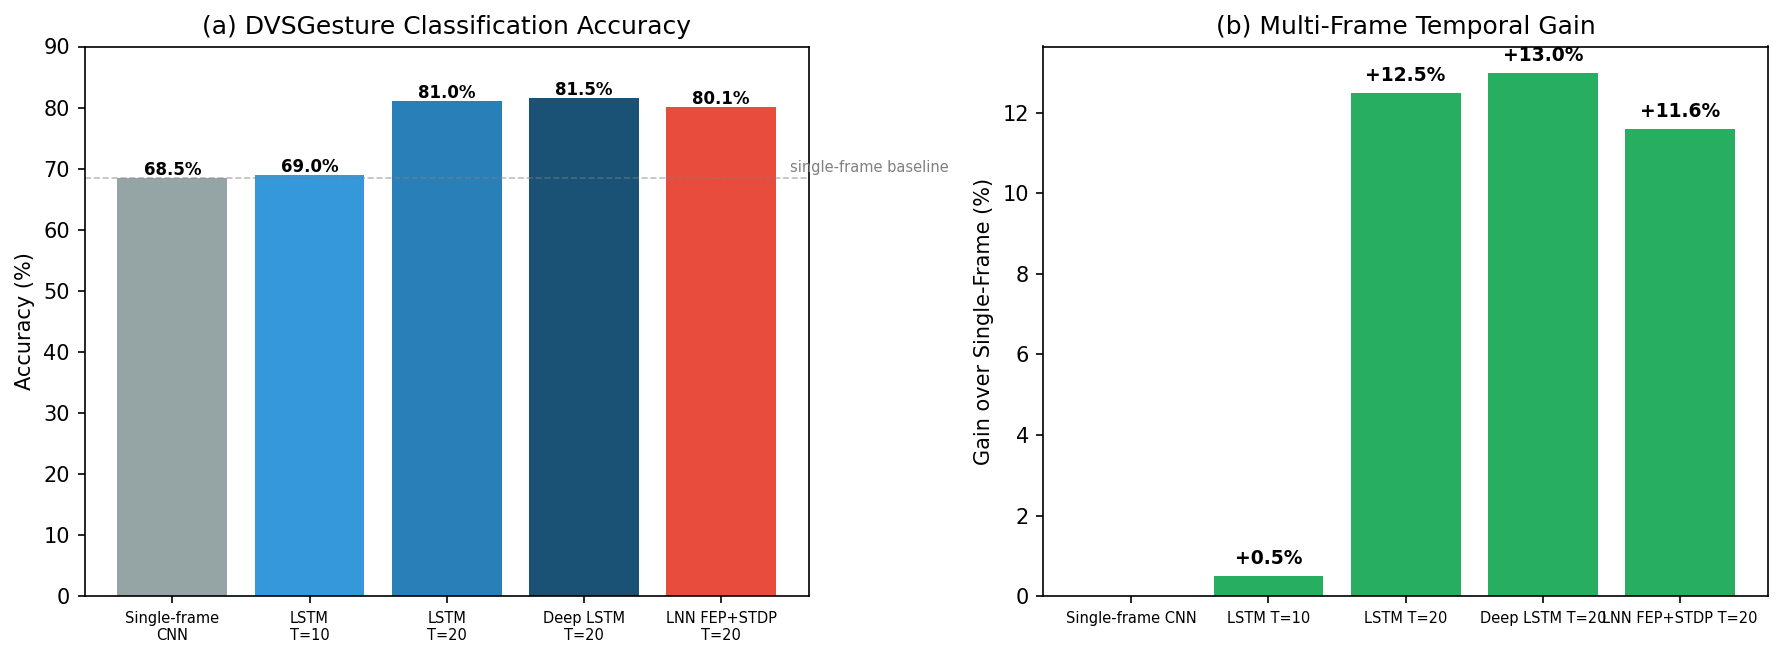 (a) DVSGesture Classification Accuracy
90
80
70
60
50
40
30
20
10
0
Accuracy (%)
68.5%
69.0%
81.0%
81.5%
80.1%
single-frame baseline
Single-frame
CNN
LSTM
T=10
LSTM
T=20
Deep LSTM
T=20
LNN FEP+STDP
T=20
(b) Multi-Frame Temporal Gain
12
10
8
6
4
2
0
Gain over Single-Frame (%)
+0.5%
+12.5%
+13.0%
+11.6%
Single-frame CNN
LSTM T=10
LSTM T=20
Deep LSTM T=20
LNN FEP+STDP T=20